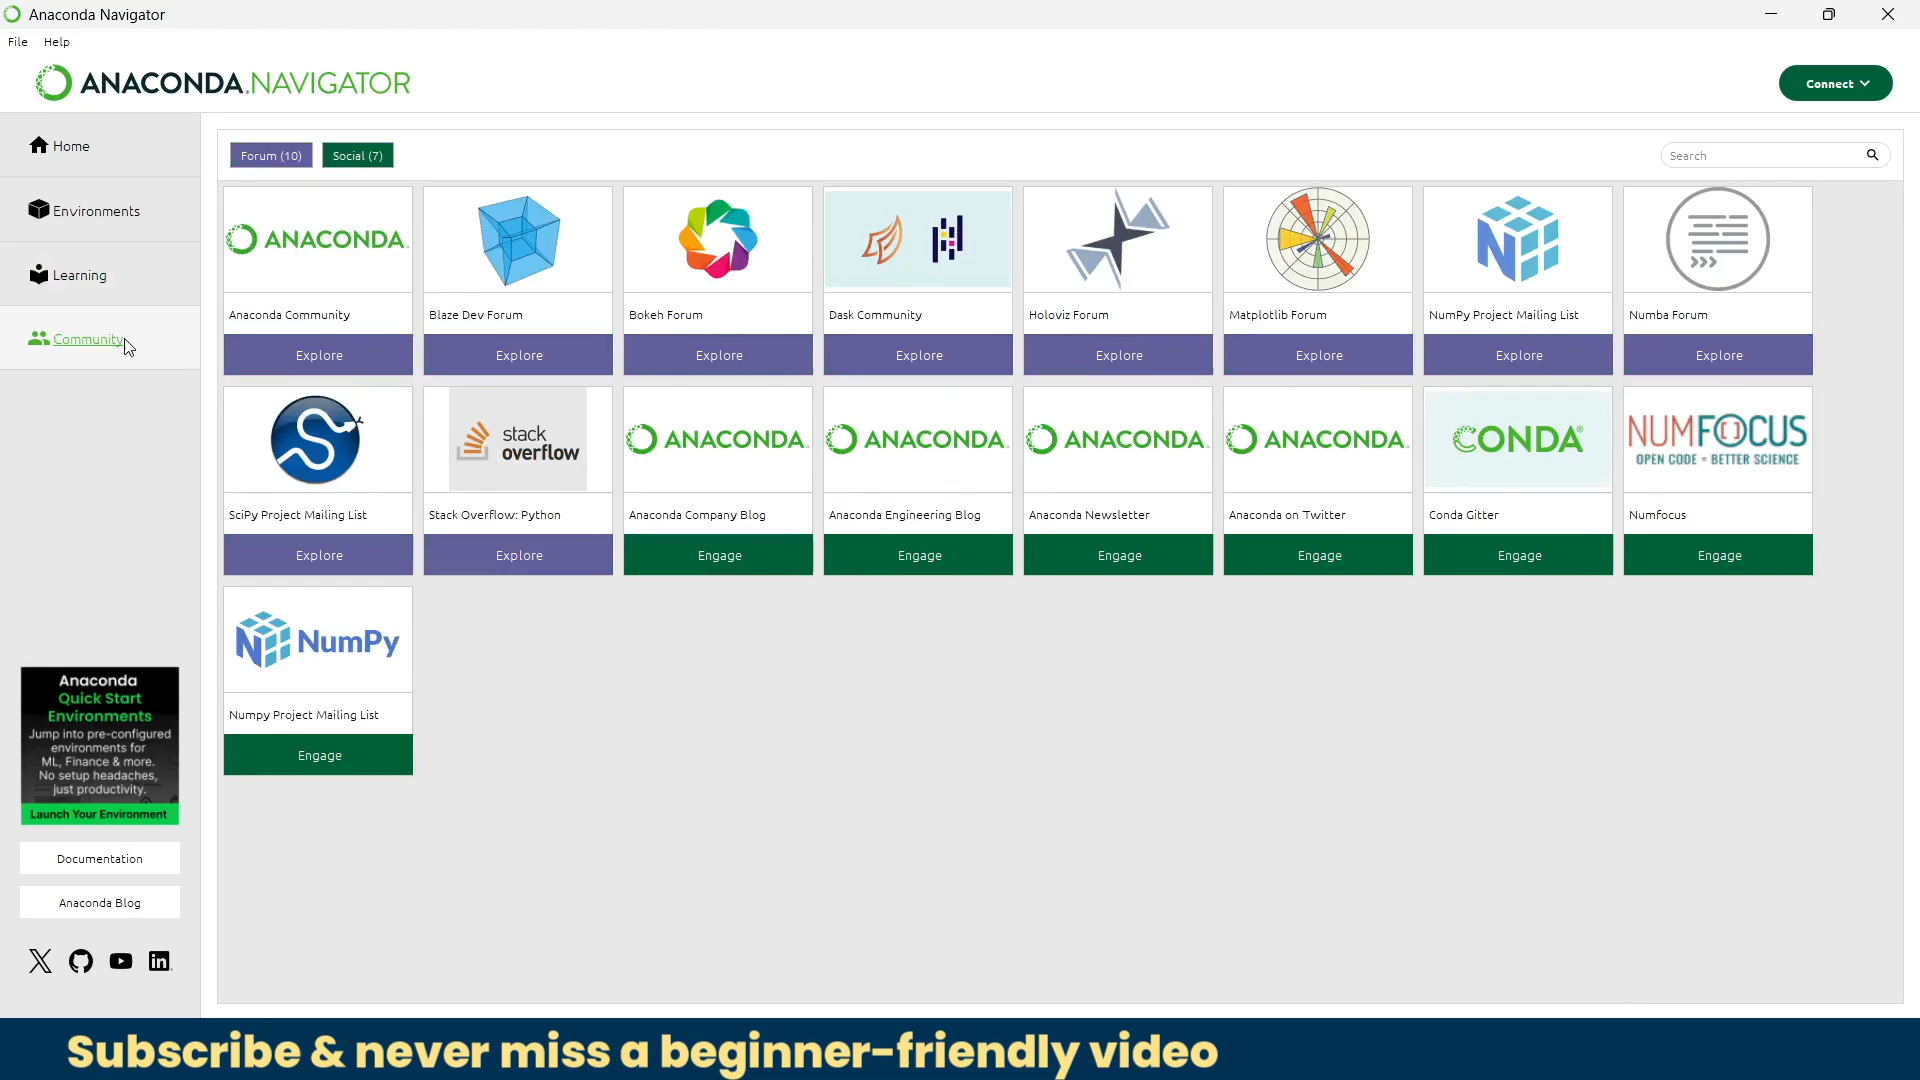 Anaconda Navigator
File Help
ANACONDA.NAVIGATOR
Connect
Home
Environments
Learning
Community
Forum (10) Social (7)
Search
ANACONDA.
Anaconda Community Blaze Dev Forum Bokeh Forum Dask Community Holoviz Forum Matplotlib Forum NumPy Project Mailing List Numba Forum
Explore Explore Explore Explore Explore Explore Explore Explore
stack overflow ANACONDA. ANACONDA. ANACONDA. ANACONDA. CONDA® NUMFOCUS
OPEN CODE = BETTER SCIENCE
SciPy Project Mailing List Stack Overflow: Python Anaconda Company Blog Anaconda Engineering Blog Anaconda Newsletter Anaconda on Twitter Conda Gitter Numfocus
Explore Explore Engage Engage Engage Engage Engage Engage
NumPy
Numpy Project Mailing List
Engage
Anaconda
Quick Start
Environments
Jump into pre-configured
environments for
ML, Finance & more.
No setup headaches,
just productivity.
Launch Your Environment
Documentation
Anaconda Blog
Subscribe & never miss a beginner-friendly video